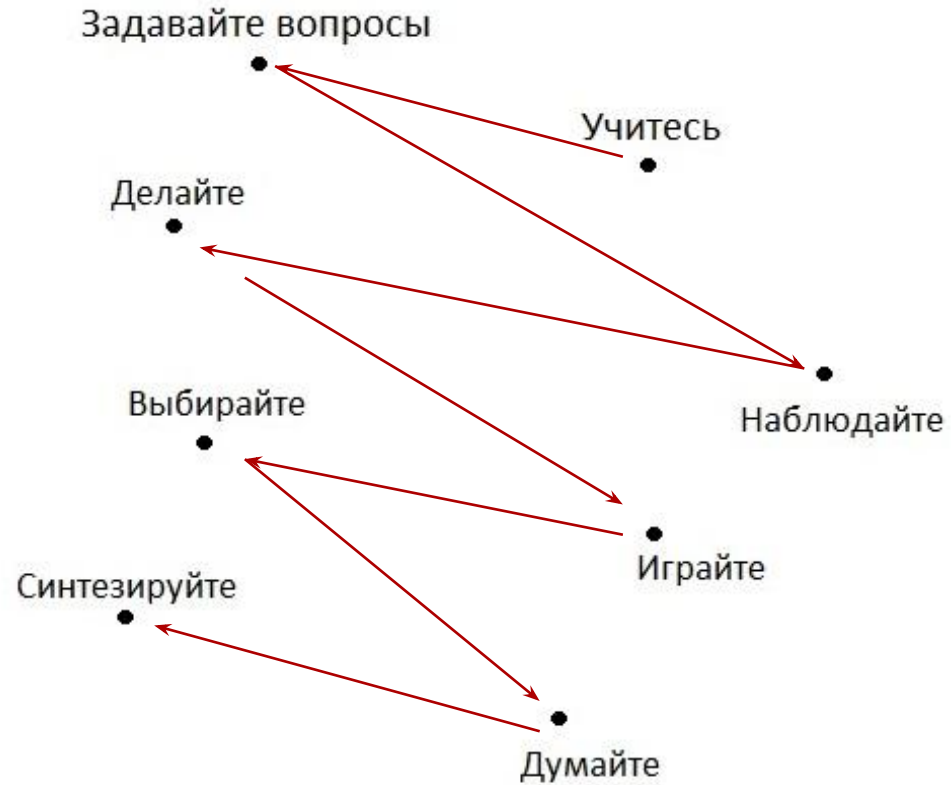 Задавайте вопросы
Учитесь
Делайте
Наблюдайте
Выбирайте
Играйте
Синтезируйте
Думайте